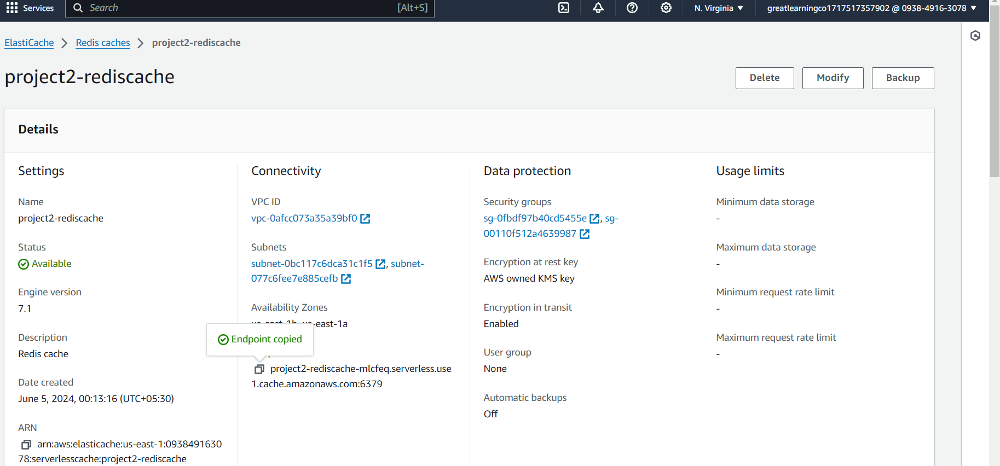 Services
Search
[Alt+S]
N. Virginia
greatlearningco1717517357902 @ 0938-4916-3078
ElastiCache
Redis caches
project2-rediscache
project2-rediscache
Delete
Modify
Backup
Details
Settings
Name
project2-rediscache
Status
Available
Engine version
7.1
Description
Redis cache
Date created
June 5, 2024, 00:13:16 (UTC+05:30)
ARN
arn:aws:elasticache:us-east-1:0938491630
78:serverlesscache:project2-rediscache
Connectivity
VPC ID
vpc-0afcc073a35a39bf0
Subnets
subnet-0bc117c6dca31c1f5 , subnet-
077c6fee7e885cefb
Availability Zones
us-east-1b, us-east-1a
Endpoint copied
project2-rediscache-mlcfeq.serverless.use
1.cache.amazonaws.com:6379
Data protection
Security groups
sg-0fbdf97b40cd5455e , sg-
00110f512a4639987
Encryption at rest key
AWS owned KMS key
Encryption in transit
Enabled
User group
None
Automatic backups
Off
Usage limits
Minimum data storage
-
Maximum data storage
-
Minimum request rate limit
-
Maximum request rate limit
-